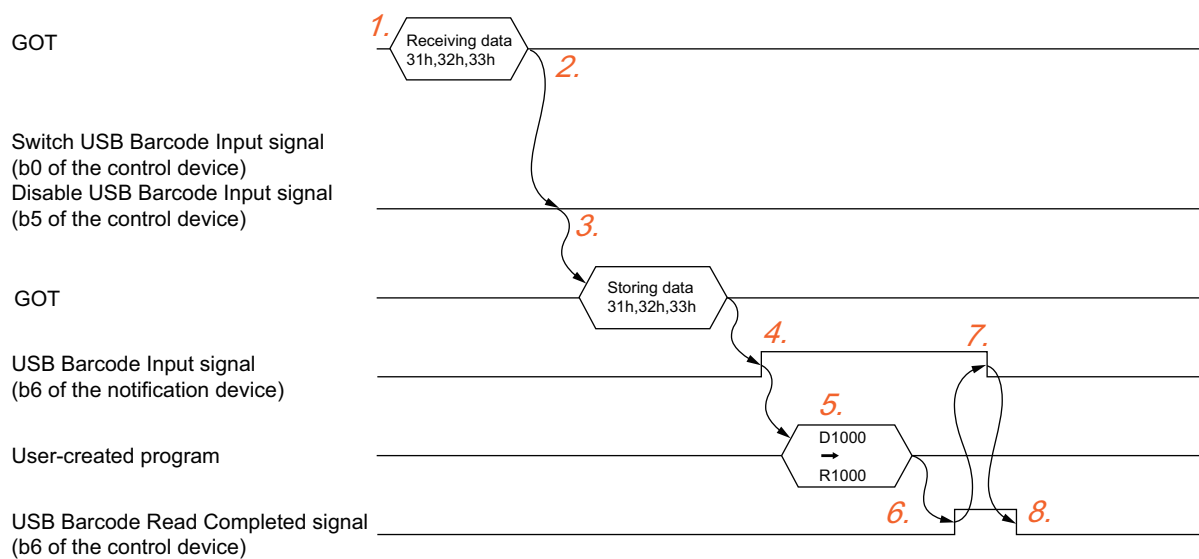 1.
GOT
Receiving data
31h,32h,33h
2.
Switch USB Barcode Input signal
(b0 of the control device)
Disable USB Barcode Input signal
(b5 of the control device)
3.
GOT
Storing data
31h,32h,33h
4.
7.
USB Barcode Input signal
(b6 of the notification device)
5.
User-created program
D1000
R1000
6.
8.
USB Barcode Read Completed signal
(b6 of the control device)